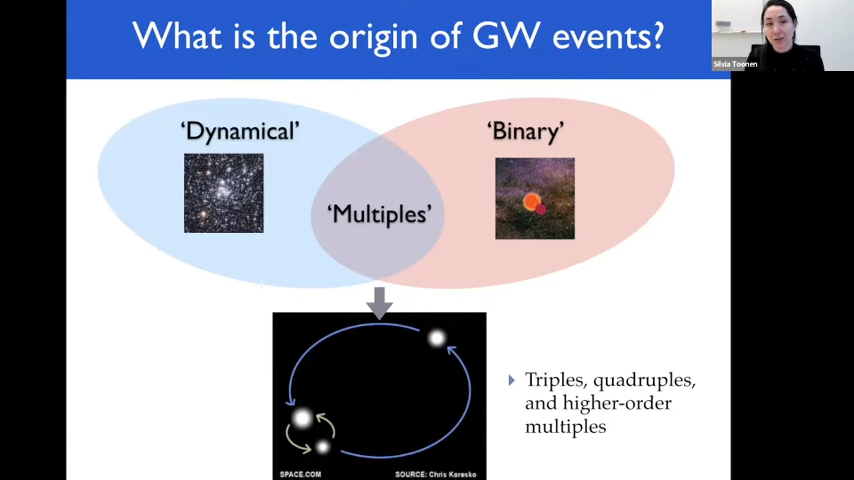 What is the origin of GW events?
Silvia Toonen
‘Dynamical’
‘Binary’
‘Multiples’
Triples, quadruples,
and higher-order
multiples
SPACE.COM
SOURCE: Chris Koresko